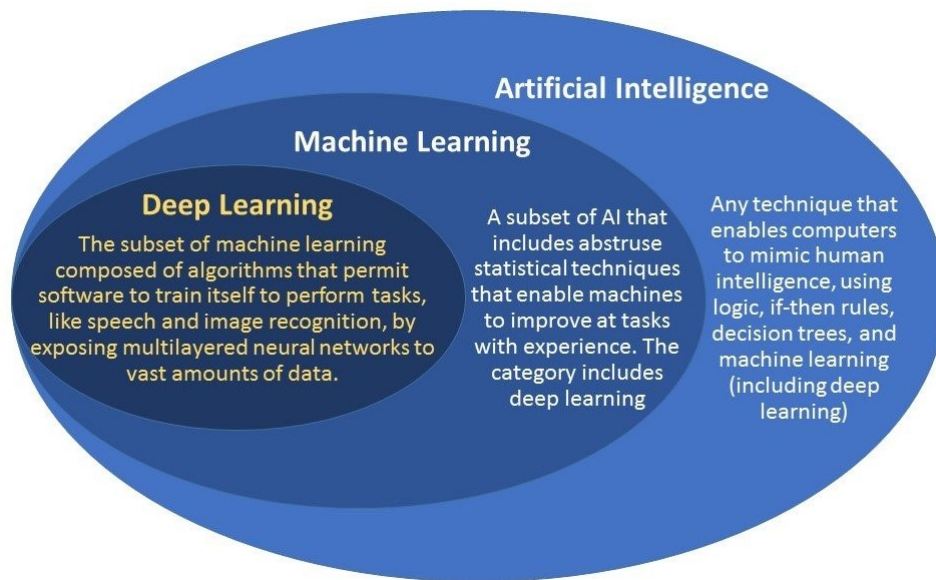 Artificial Intelligence
Machine Learning
Deep Learning
The subset of machine learning
composed of algorithms that permit
software to train itself to perform tasks,
like speech and image recognition, by
exposing multilayered neural networks to
vast amounts of data.
A subset of AI that
includes abstruse
statistical techniques
that enable machines
to improve at tasks
with experience. The
category includes
deep learning
Any technique that
enables computers
to mimic human
intelligence, using
logic, if-then rules,
decision trees, and
machine learning
(including deep
learning)